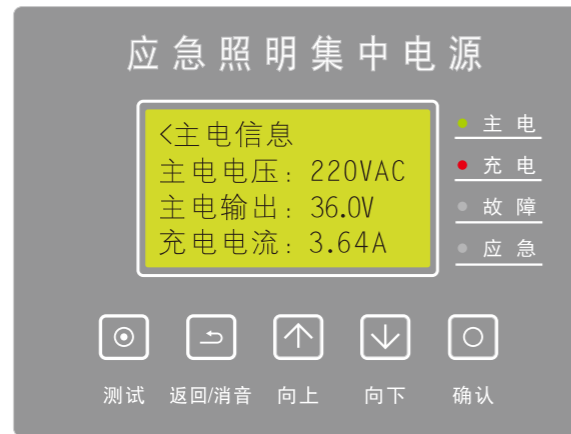 应急照明集中电源
<主电信息
主电电压: 220VAC
主电输出: 36.0V
充电电流: 3.64A
主电
充电
故障
应急
测试 返回/消音 向上 向下 确认